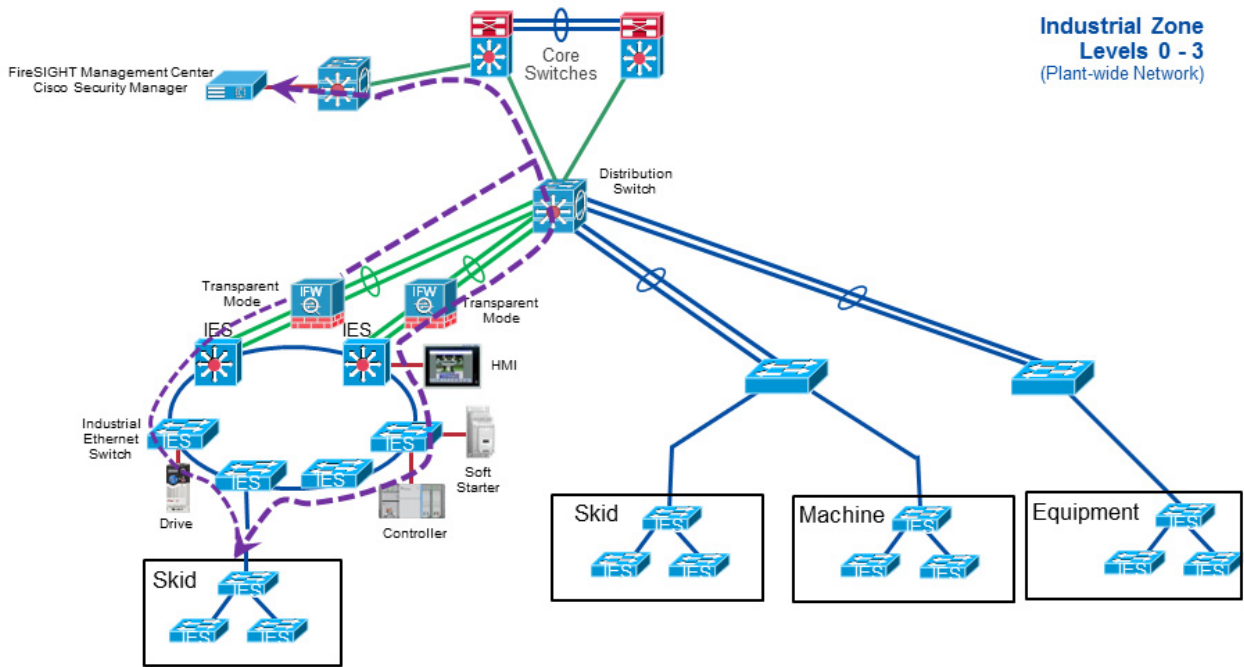 Industrial Zone
Levels 0 - 3
(Plant-wide Network)
Core
Switches
FireSIGHT Management Center
Cisco Security Manager
Distribution
Switch
Transparent
Mode
IFW
IFW
Transparent
Mode
IES
IES
HMI
Industrial
Ethernet
Switch
IES
IES
IES
IES
Soft
Starter
Drive
Controller
Skid
IES
IES
IES
Machine
IES
IES
IES
Equipment
IES
IES
IES
Skid
IES
IES
IES